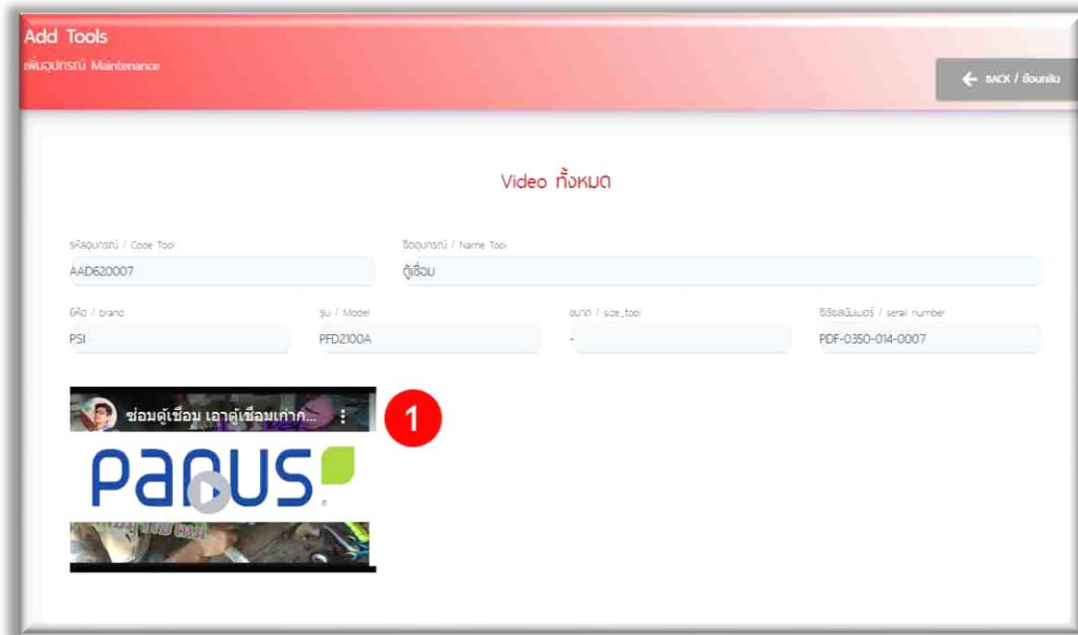 Add Tools
เพิ่มอุปกรณ์ Maintenance
BACK / ย้อนกลับ
Video ทั้งหมด
รหัสอุปกรณ์ / Code Tool
ชื่ออุปกรณ์ / Name Tool
AAD620007
ตู้เชื่อม
ยี่ห้อ / brand
รุ่น / Model
ขนาด / size_tool
ซีเรียลนัมเบอร์ / serial number
PSI
PFD2100A
-
PDF-0350-014-0007
ซ่อมตู้เชื่อม เอาตู้เชื่อมเก่าก...
1
Panus